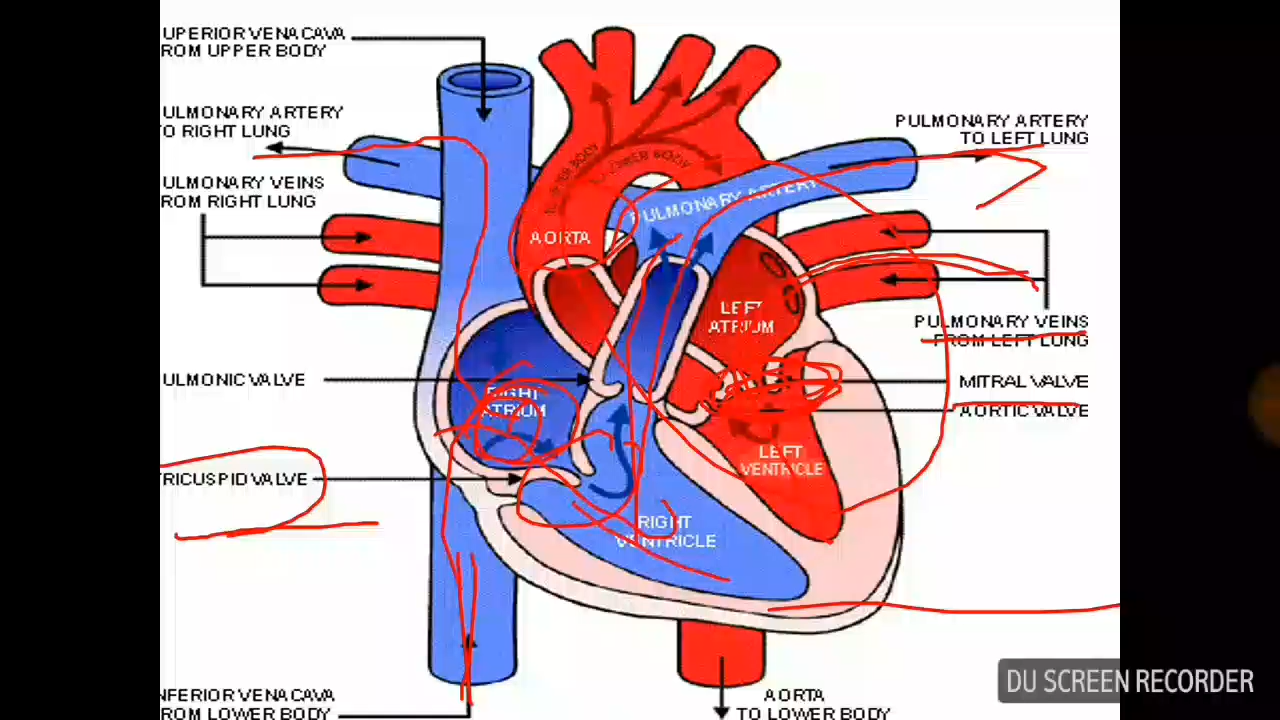 UPERIOR VENA CAVA
ROM UPPER BODY
ULMONARY ARTERY
O RIGHT LUNG
ULMONARY VEINS
ROM RIGHT LUNG
ULMONIC VALVE
TRICUSPID VALVE
NFERIOR VENA CAVA
ROM LOWER BODY
TO LOWER BODY
AORTA
PULMONARY ARTERY
RIGHT
ATRIUM
LEFT
ATRIUM
LEFT
VENTRICLE
RIGHT
VENTRICLE
PULMONARY ARTERY
TO LEFT LUNG
PULMONARY VEINS
FROM LEFT LUNG
MITRAL VALVE
AORTIC VALVE
AORTA
TO LOWER BODY
DU SCREEN RECORDER